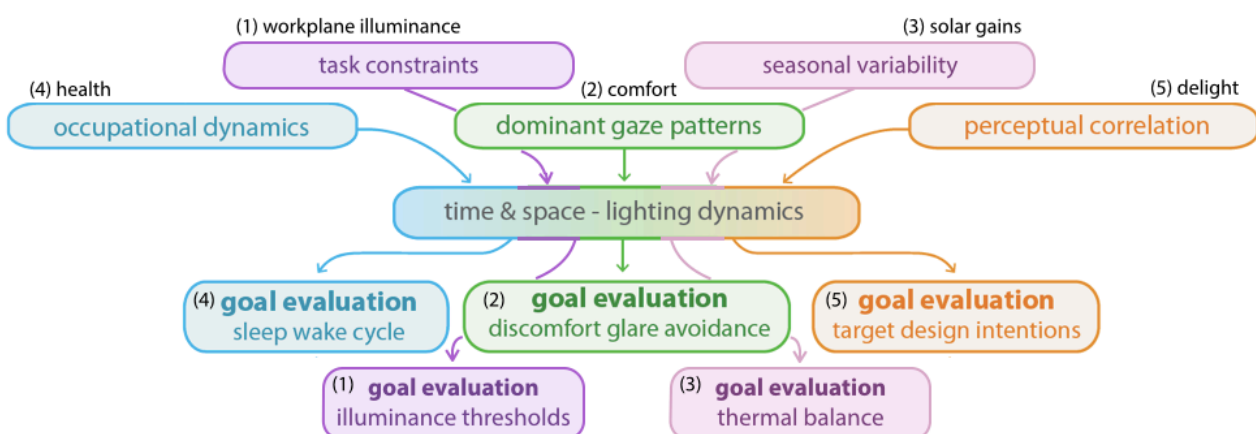 (1) workplane illuminance
task constraints
(3) solar gains
seasonal variability
(4) health
occupational dynamics
(2) comfort
dominant gaze patterns
(5) delight
perceptual correlation
time & space - lighting dynamics
(4) goal evaluation
sleep wake cycle
(2) goal evaluation
discomfort glare avoidance
(5) goal evaluation
target design intentions
(1) goal evaluation
illuminance thresholds
(3) goal evaluation
thermal balance